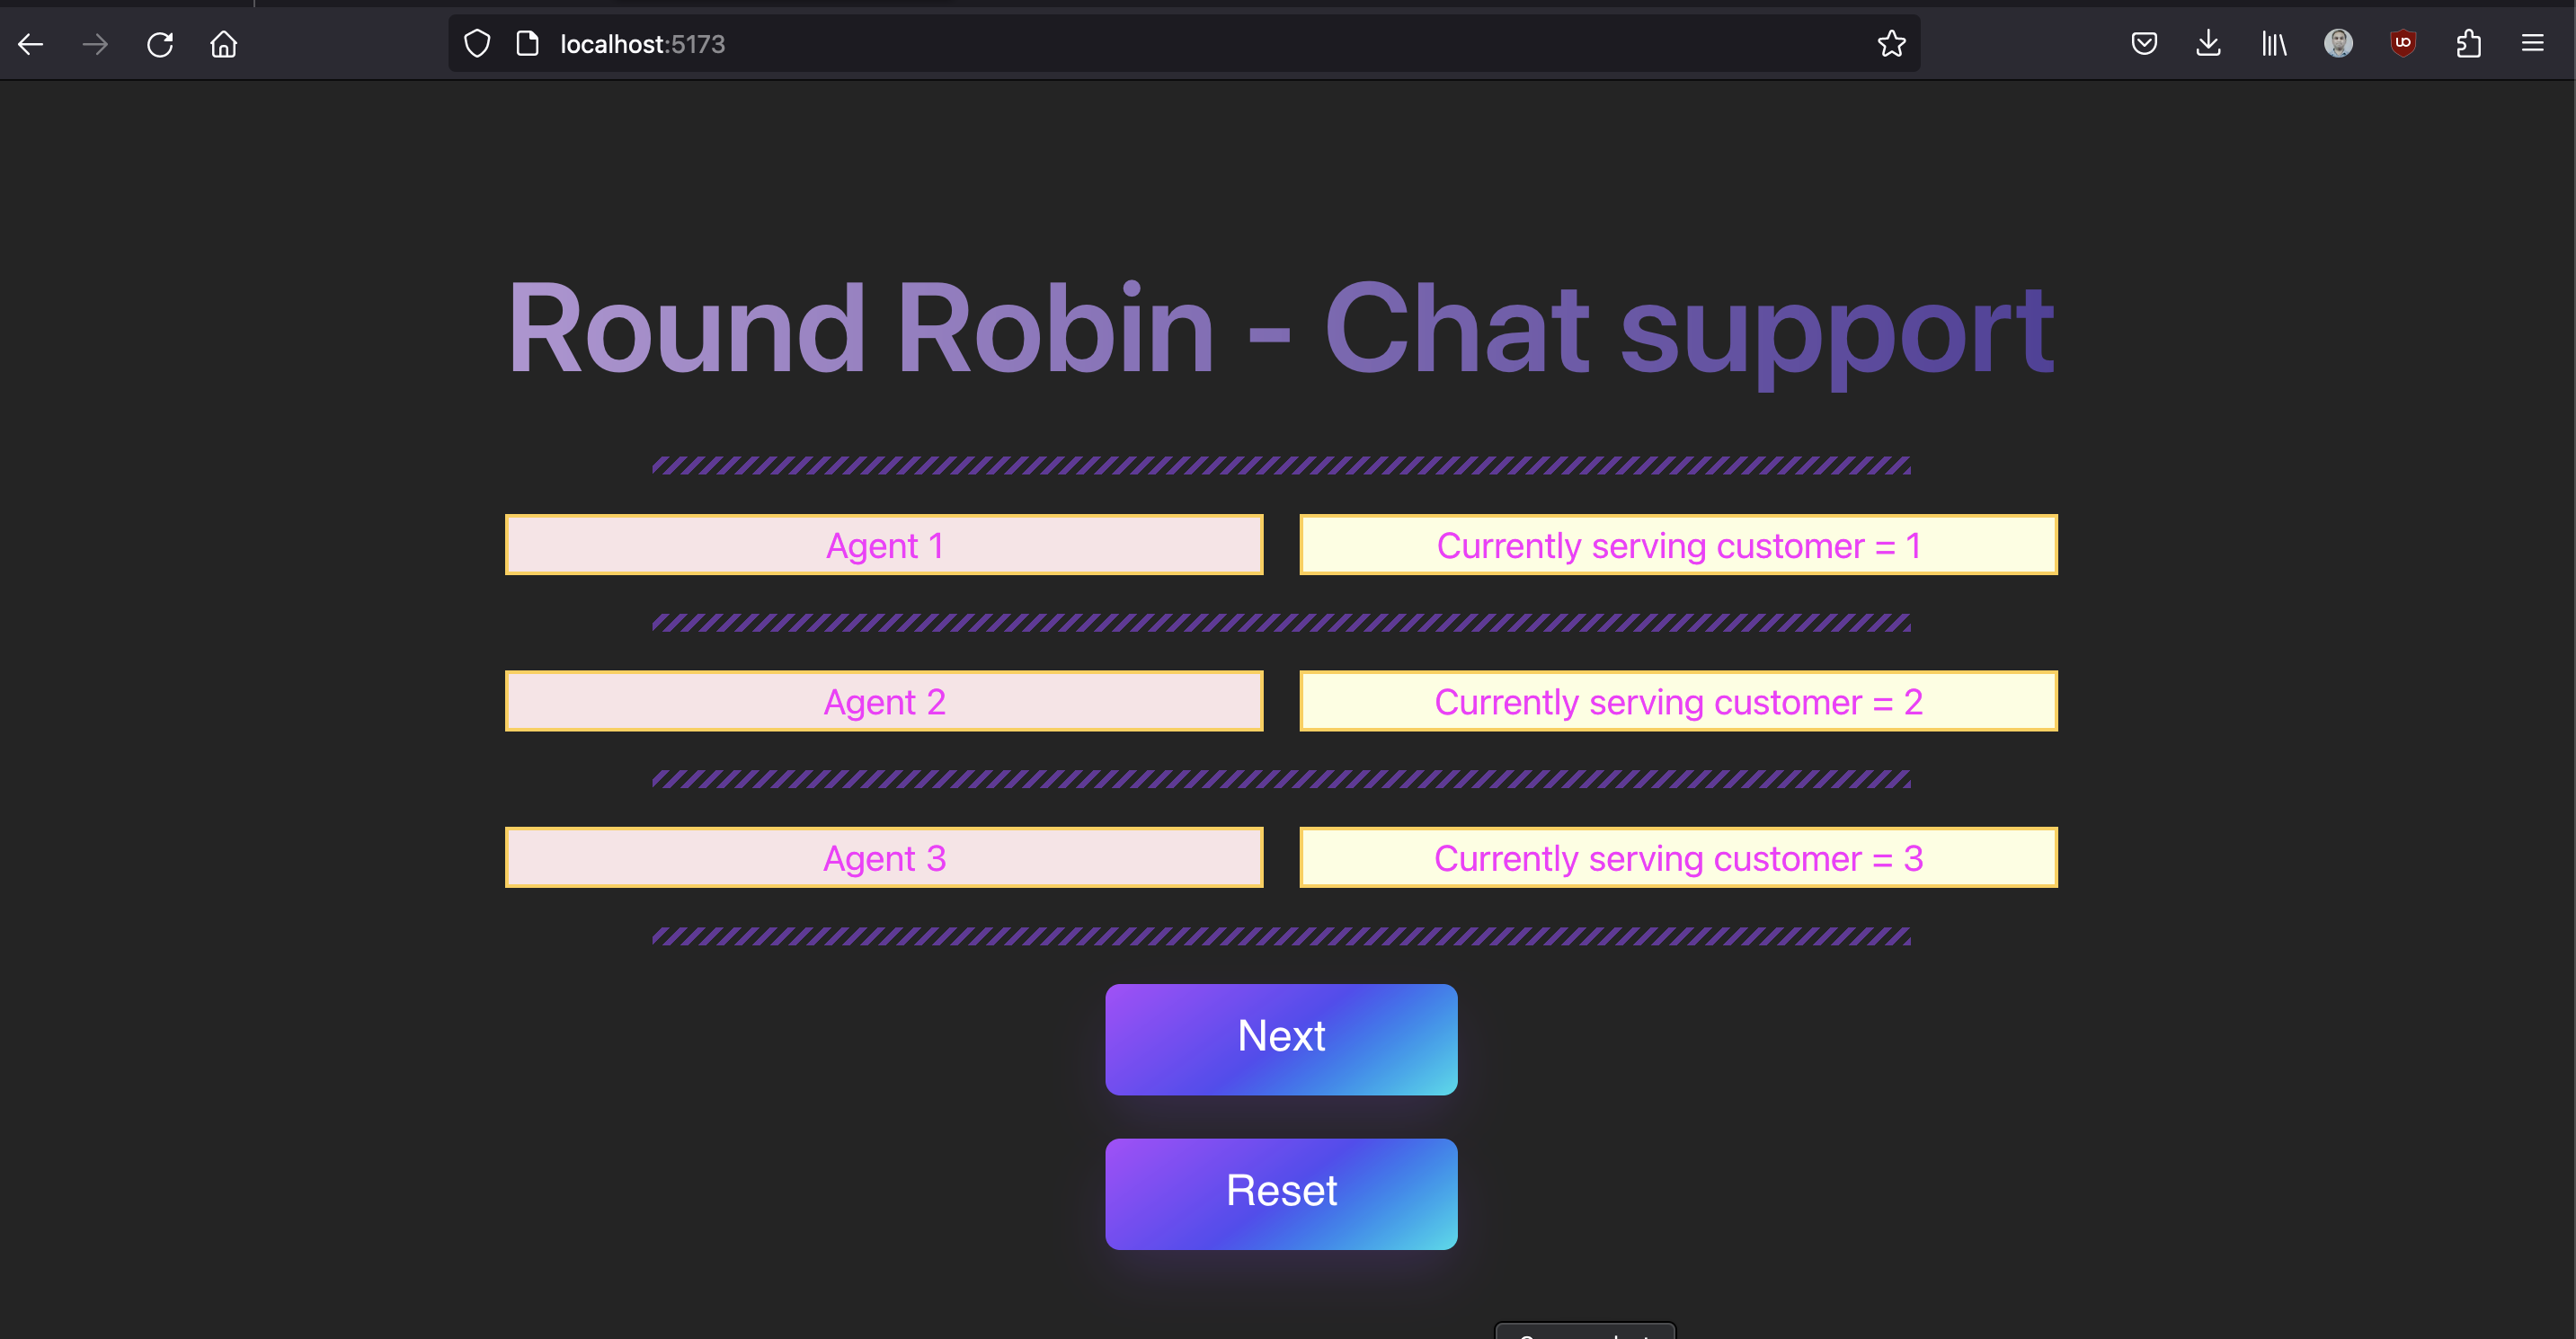 localhost:5173
Round Robin - Chat support
Agent 1
Currently serving customer = 1
Agent 2
Currently serving customer = 2
Agent 3
Currently serving customer = 3
Next
Reset